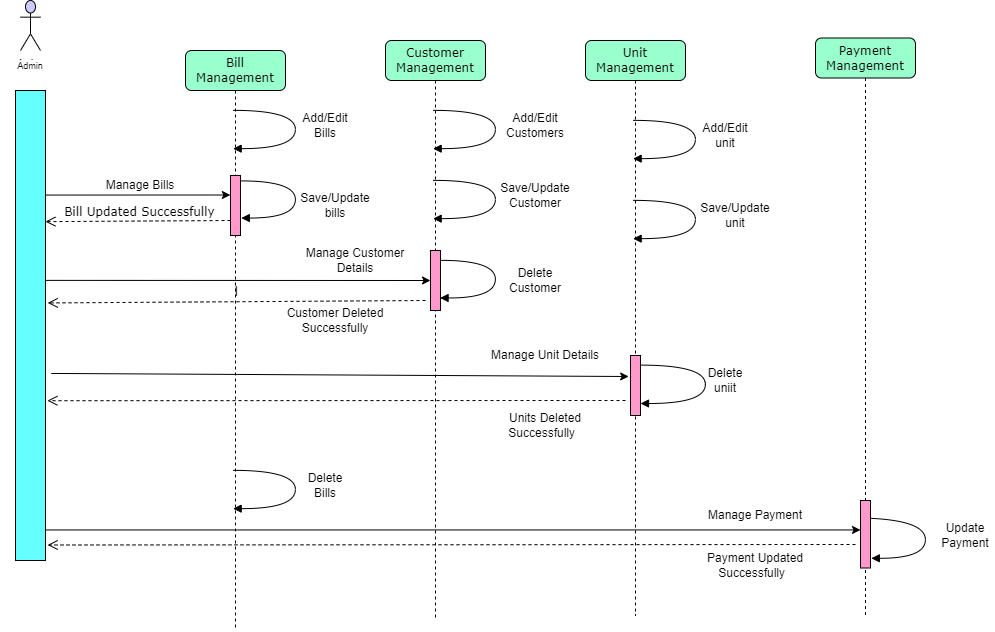 Admin
Bill
Management
Customer
Management
Unit
Management
Payment
Management
Add/Edit
Bills
Add/Edit
Customers
Add/Edit
unit
Manage Bills
Save/Update
bills
Save/Update
Customer
Save/Update
unit
Bill Updated Successfully
Manage Customer
Details
Delete
Customer
Customer Deleted
Successfully
Manage Unit Details
Delete
uniit
Units Deleted
Successfully
Delete
Bills
Manage Payment
Update
Payment
Payment Updated
Successfully